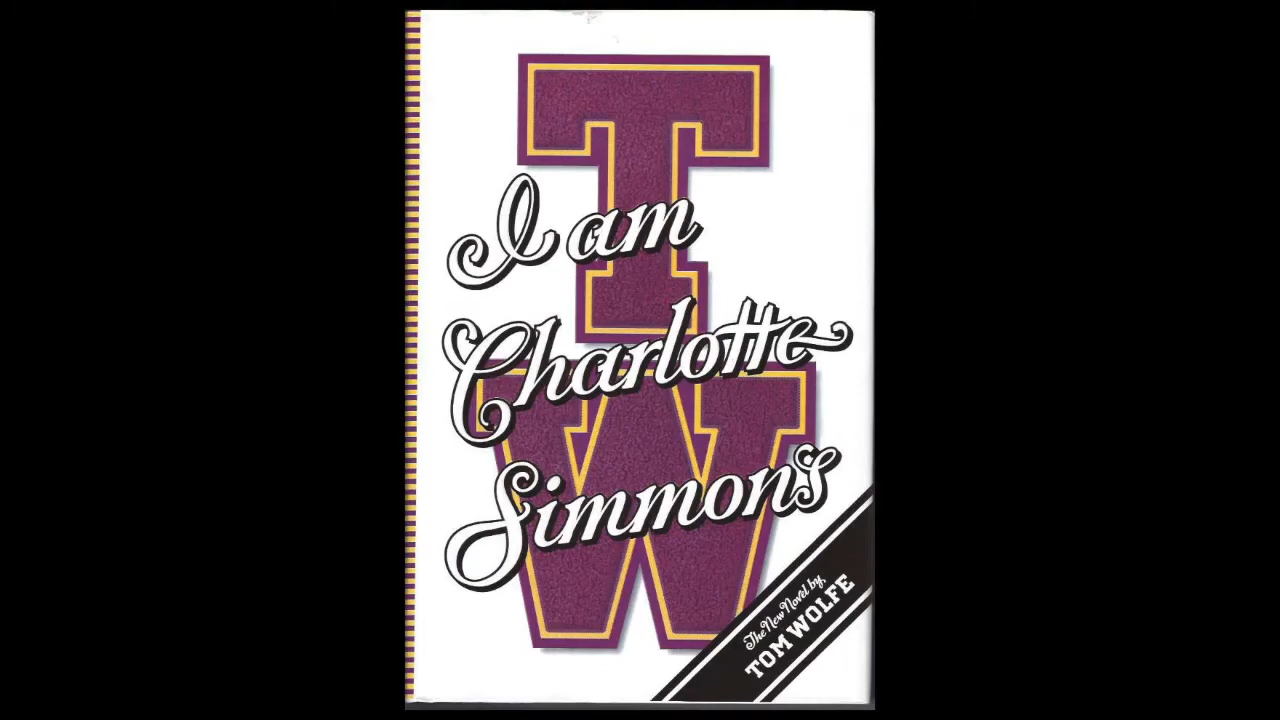 T
I am
Charlotte
W
Simmons
The New Novel by
TOM WOLFE